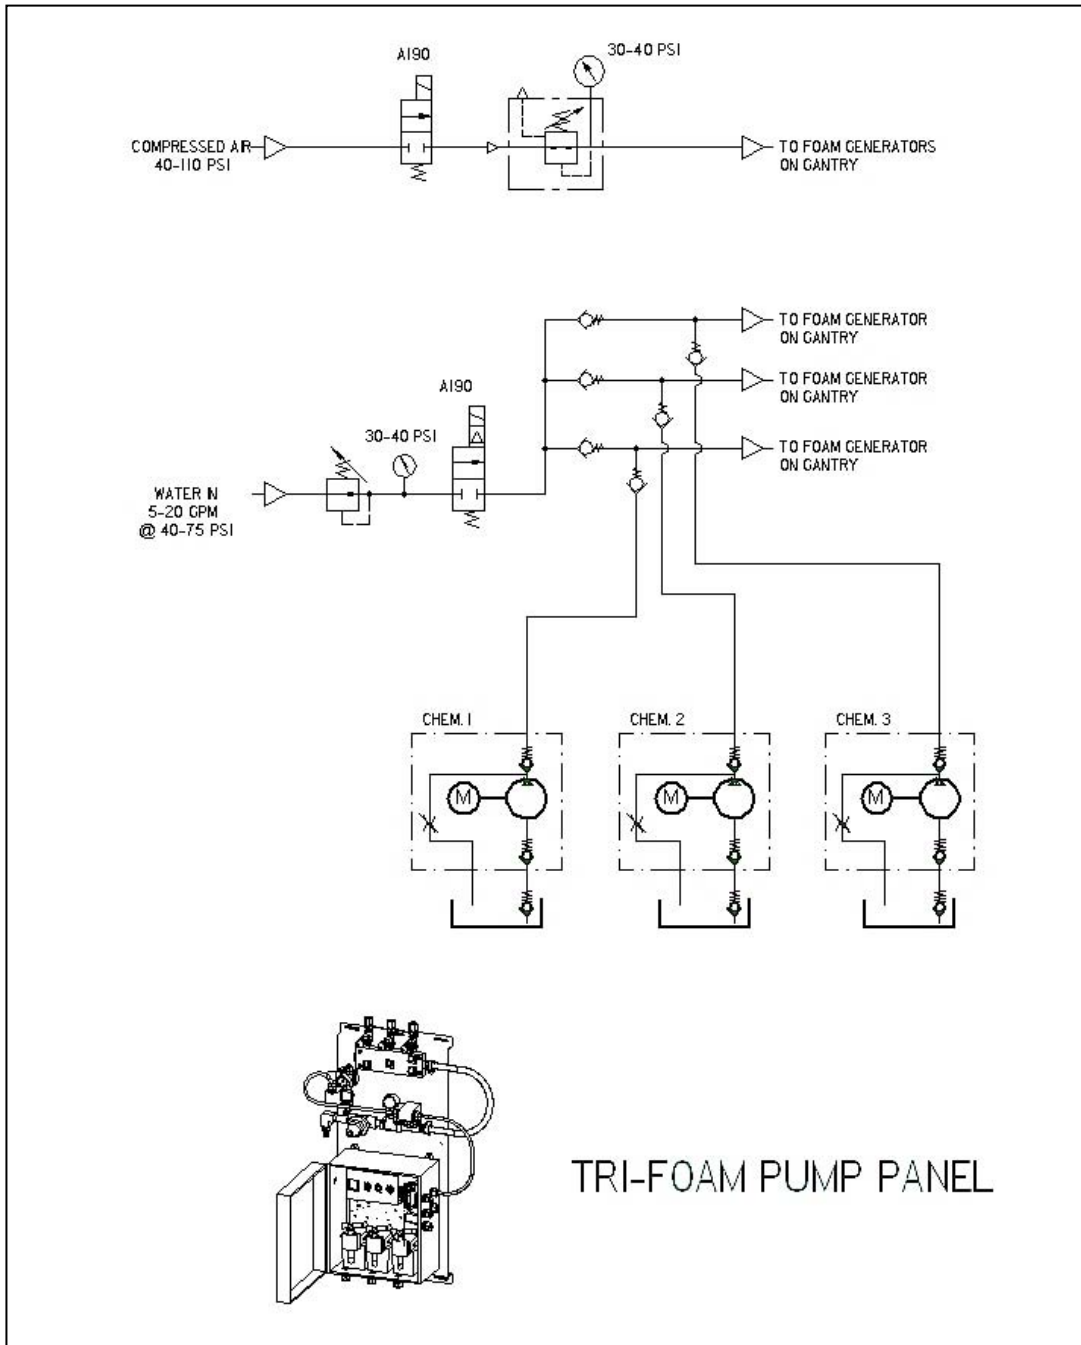 A190
30-40 PSI
COMPRESSED AIR
40-110 PSI
TO FOAM GENERATORS
ON GANTRY
TO FOAM GENERATOR
ON GANTRY
TO FOAM GENERATOR
ON GANTRY
A190
30-40 PSI
TO FOAM GENERATOR
ON GANTRY
WATER IN
5-20 GPM
@ 40-75 PSI
CHEM. 1
CHEM. 2
CHEM. 3
M
M
M
TRI-FOAM PUMP PANEL